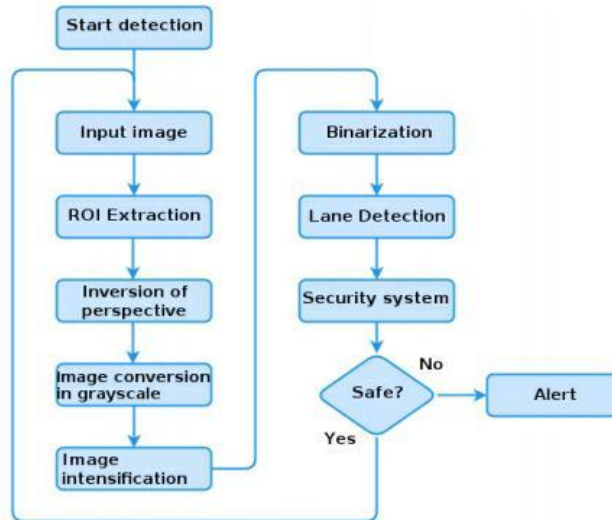 Start detection
Input image
ROI Extraction
Inversion of
perspective
Image conversion
in grayscale
Image
intensification
Binarization
Lane Detection
Security system
Safe?
No
Alert
Yes